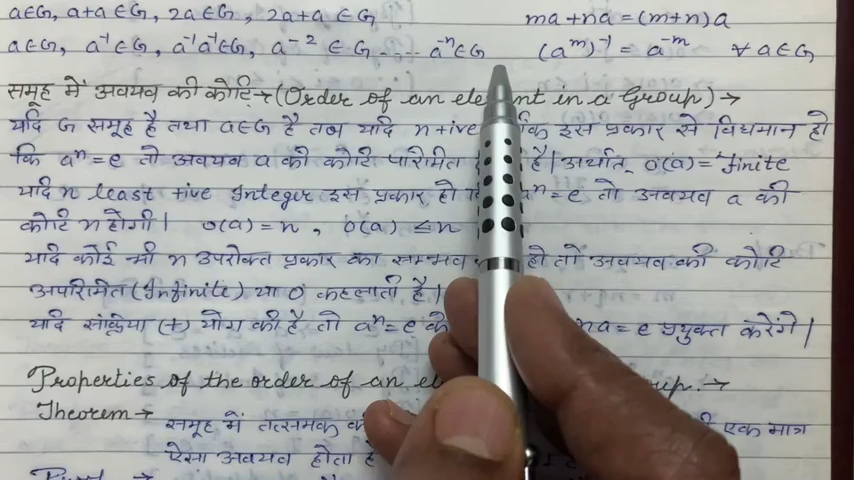 a∈G, a+a∈G, 2a∈G, 2a+a∈G ma+na=(m+n)a
a∈G, a⁻¹∈G, a⁻¹a⁻¹∈G, a⁻² ∈ G .... a⁻ⁿ∈G (aᵐ)⁻¹ = a⁻ᵐ ∀ a∈G
समूह में अवयव की कोटि→(Order of an element in a Group)→
यदि G समूह है तथा a∈G है तब यदि n +ive इस प्रकार से विधमान हो
कि aⁿ=e तो अवयव a की कोटि परिमित है। अर्थात् o(a)=finite
यदि n least +ive Integer इस प्रकार हो aⁿ=e तो अवयव a की
कोटि n होगी। o(a)=n, o(a) ≤n
यदि कोई भी n उपरोक्त प्रकार का सम्भव हो तो अवयव की कोटि
अपरिमित (Infinite) या 0 कहलाती है।
यदि संक्रिया (+) योग की है तो aⁿ=e के na=e प्रयुक्त करेंगे।
Properties of the order of an
Theorem→ समूह में तत्समक एक मात्र
ऐसा अवयव होता है